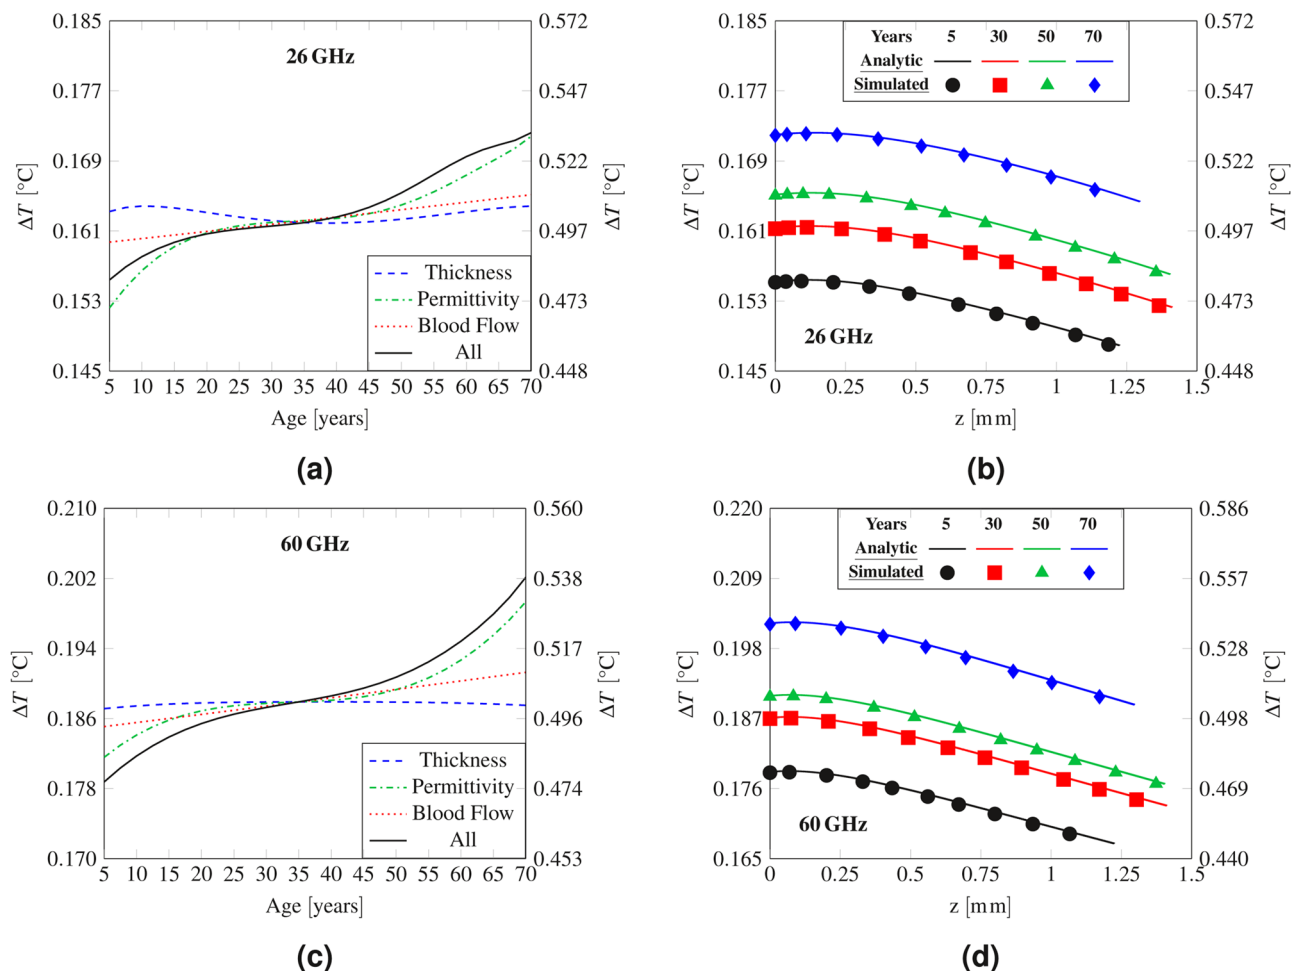 26 GHz
ΔT [°C]
0.185
0.177
0.169
0.161
0.153
0.145
0.572
0.547
0.522
0.497
0.473
0.448
ΔT [°C]
Thickness
Permittivity
Blood Flow
All
5 10 15 20 25 30 35 40 45 50 55 60 65 70
Age [years]
(a)
Years 5 30 50 70
Analytic
Simulated
26 GHz
ΔT [°C]
0.185
0.177
0.169
0.161
0.153
0.145
0.572
0.547
0.522
0.497
0.473
0.448
ΔT [°C]
0 0.25 0.5 0.75 1 1.25 1.5
z [mm]
(b)
60 GHz
ΔT [°C]
0.210
0.202
0.194
0.186
0.178
0.170
0.560
0.538
0.517
0.496
0.474
0.453
ΔT [°C]
Thickness
Permittivity
Blood Flow
All
5 10 15 20 25 30 35 40 45 50 55 60 65 70
Age [years]
(c)
Years 5 30 50 70
Analytic
Simulated
60 GHz
ΔT [°C]
0.220
0.209
0.198
0.187
0.176
0.165
0.586
0.557
0.528
0.498
0.469
0.440
ΔT [°C]
0 0.25 0.5 0.75 1 1.25 1.5
z [mm]
(d)